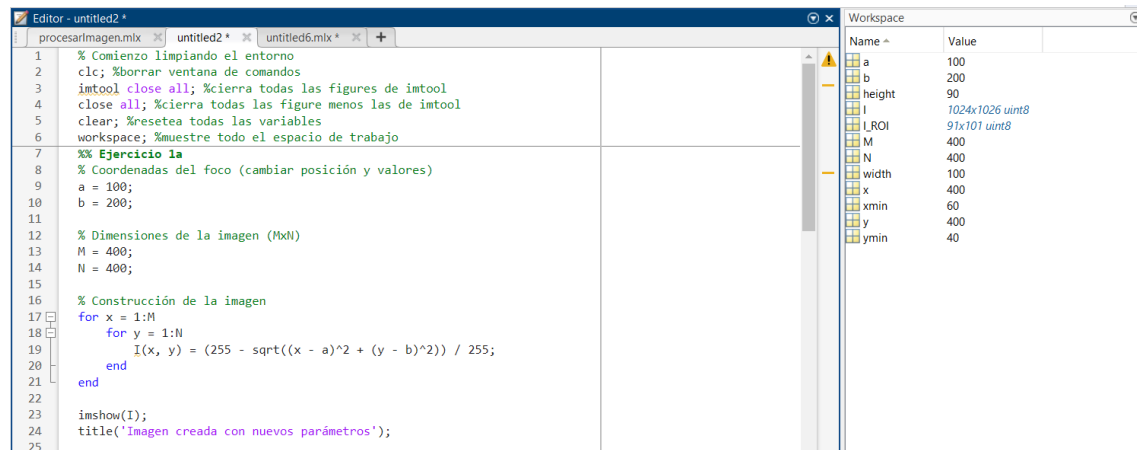 Editor - untitled2 *
procesarImagen.mlx × untitled2 * × untitled6.mlx * × +
1 % Comienzo limpiando el entorno
2 clc; %borrar ventana de comandos
3 imtool close all; %cierra todas las figures de imtool
4 close all; %cierra todas las figure menos las de imtool
5 clear; %resetea todas las variables
6 workspace; %muestre todo el espacio de trabajo
7 %% Ejercicio 1a
8 % Coordenadas del foco (cambiar posición y valores)
9 a = 100;
10 b = 200;
11
12 % Dimensiones de la imagen (MxN)
13 M = 400;
14 N = 400;
15
16 % Construcción de la imagen
17 for x = 1:M
18 for y = 1:N
19 I(x, y) = (255 - sqrt((x - a)^2 + (y - b)^2)) / 255;
20 end
21 end
22
23 imshow(I);
24 title('Imagen creada con nuevos parámetros');
25
Workspace
Name Value
a 100
b 200
height 90
I 1024x1026 uint8
I_ROI 91x101 uint8
M 400
N 400
width 100
x 400
xmin 60
y 400
ymin 40